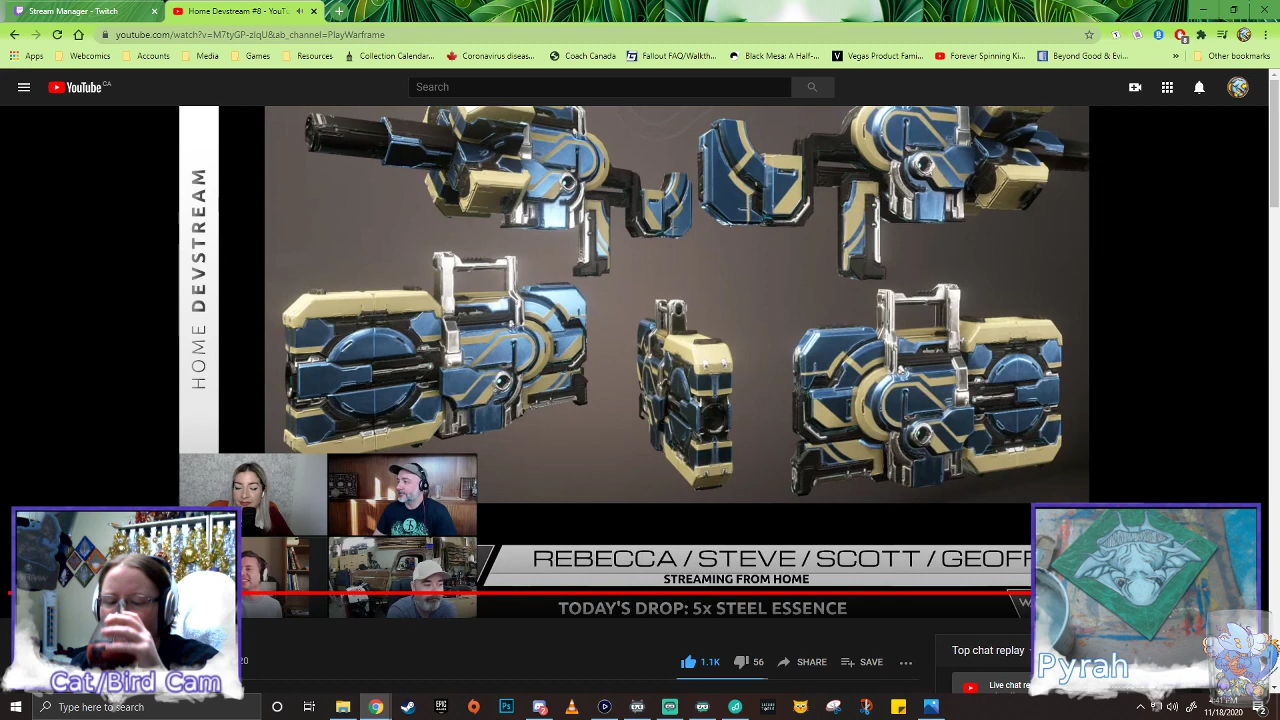 Stream Manager - Twitch
Home Devstream #8 - YouTu
youtube.com/watch?v=M7tyGP-zlqU&ab_channel=PlayWarframe
Apps
Webcomics
Accounts
Media
Games
Resources
Collection Editor -...
Coronavirus diseas...
Coach Canada
Fallout FAQ/Walkth...
Black Mesa: A Half-...
Vegas Product Fami...
Forever Spinning Ki...
Beyond Good & Evi...
»
Other bookmarks
YouTube CA
Search
HOME DEVSTREAM
REBECCA / STEVE / SCOTT / GEOFF
STREAMING FROM HOME
TODAY'S DROP: 5x STEEL ESSENCE
20
1.1K
56
SHARE
SAVE
Top chat replay
Live chat re
Cat/Bird Cam
Pyrah
Type here to search
4:41 PM
11/18/2020